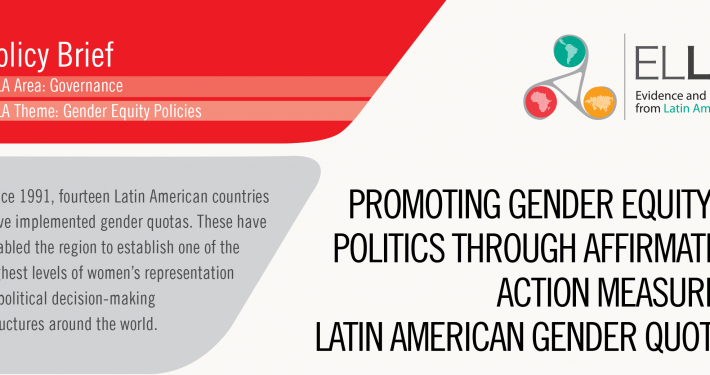 olicy Brief
LA Area: Governance
LA Theme: Gender Equity Policies
ELL
Evidence and
from Latin Am
ce 1991, fourteen Latin American countries
ve implemented gender quotas. These have
abled the region to establish one of the
ghest levels of women's representation
political decision-making
uctures around the world.
PROMOTING GENDER EQUITY
POLITICS THROUGH AFFIRMATI
ACTION MEASUR
LATIN AMERICAN GENDER QUOT